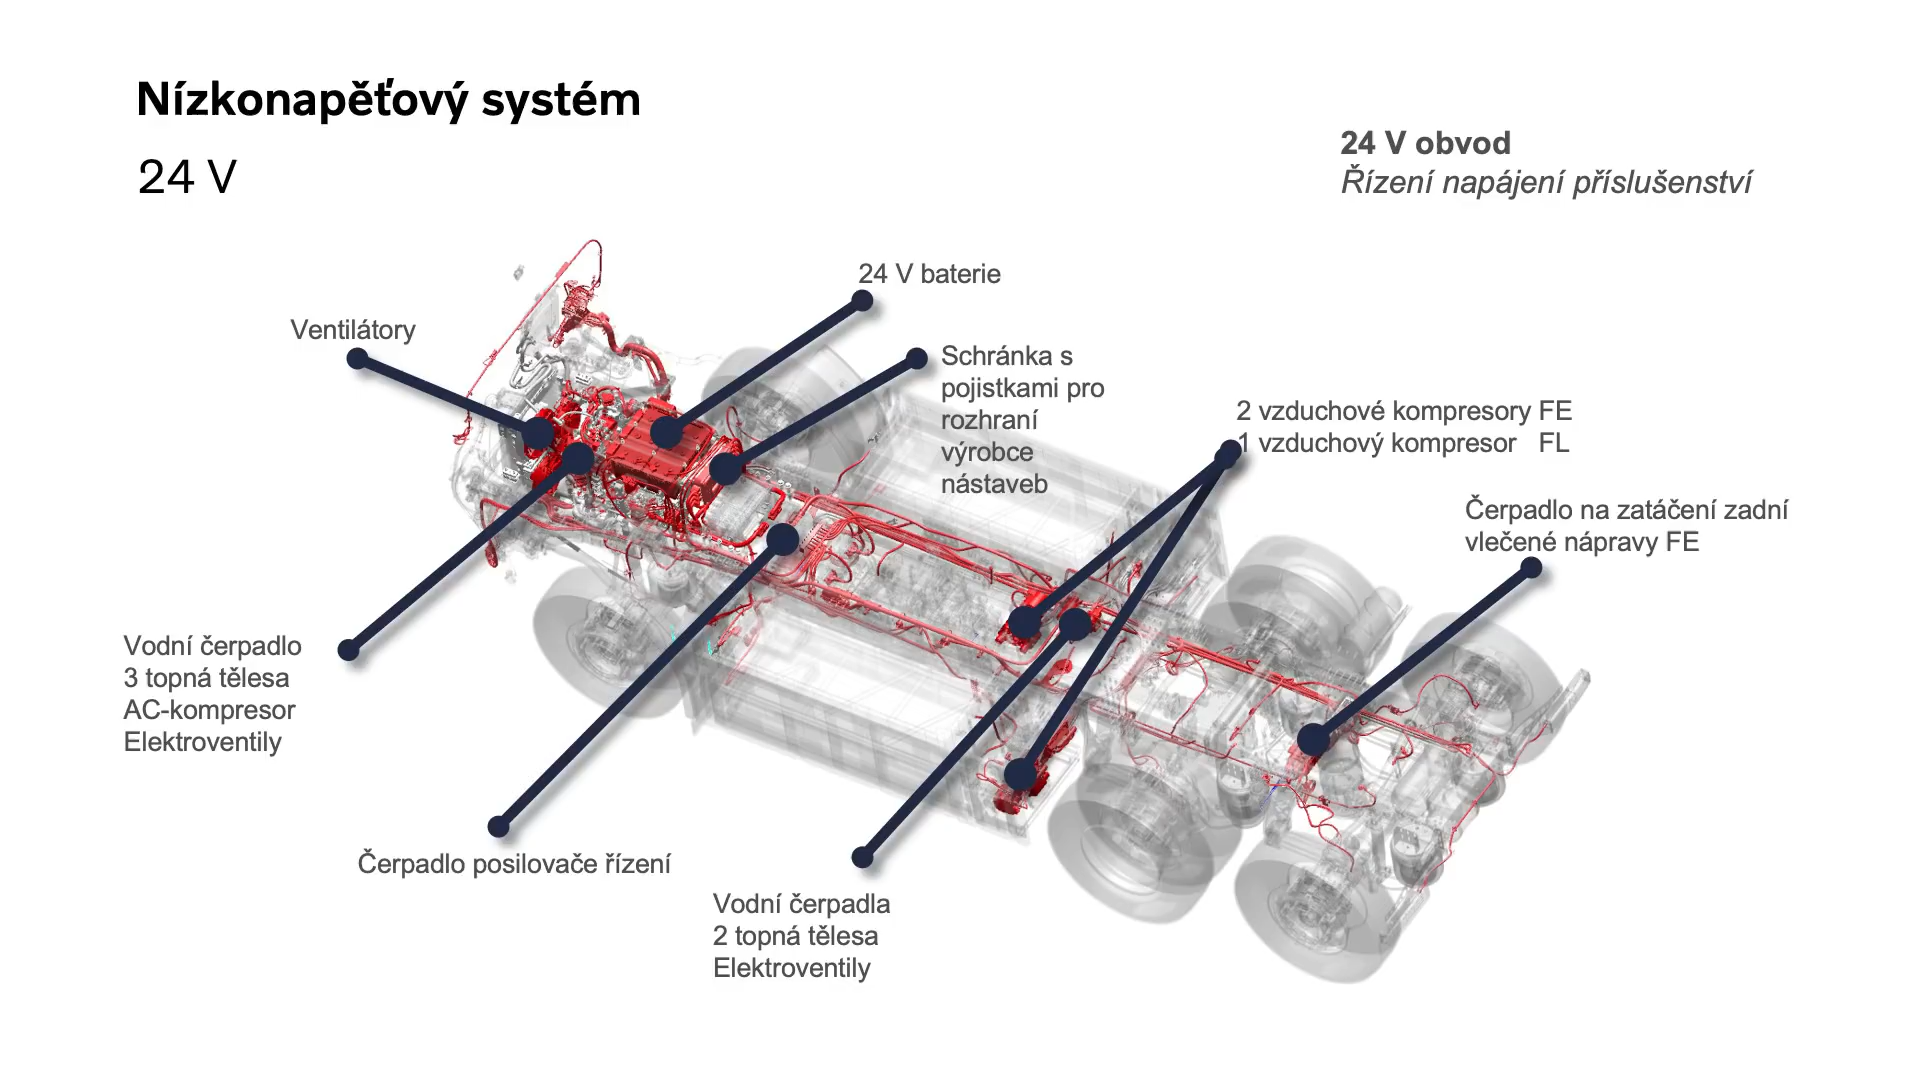 Nízkonapěťový systém
24 V
24 V obvod
Řízení napájení příslušenství
24 V baterie
Ventilátory
Schránka s
pojistkami pro
rozhraní
výrobce
nástaveb
2 vzduchové kompresory FE
1 vzduchový kompresor FL
Čerpadlo na zatáčení zadní
vlečené nápravy FE
Vodní čerpadlo
3 topná tělesa
AC-kompresor
Elektroventily
Čerpadlo posilovače řízení
Vodní čerpadla
2 topná tělesa
Elektroventily